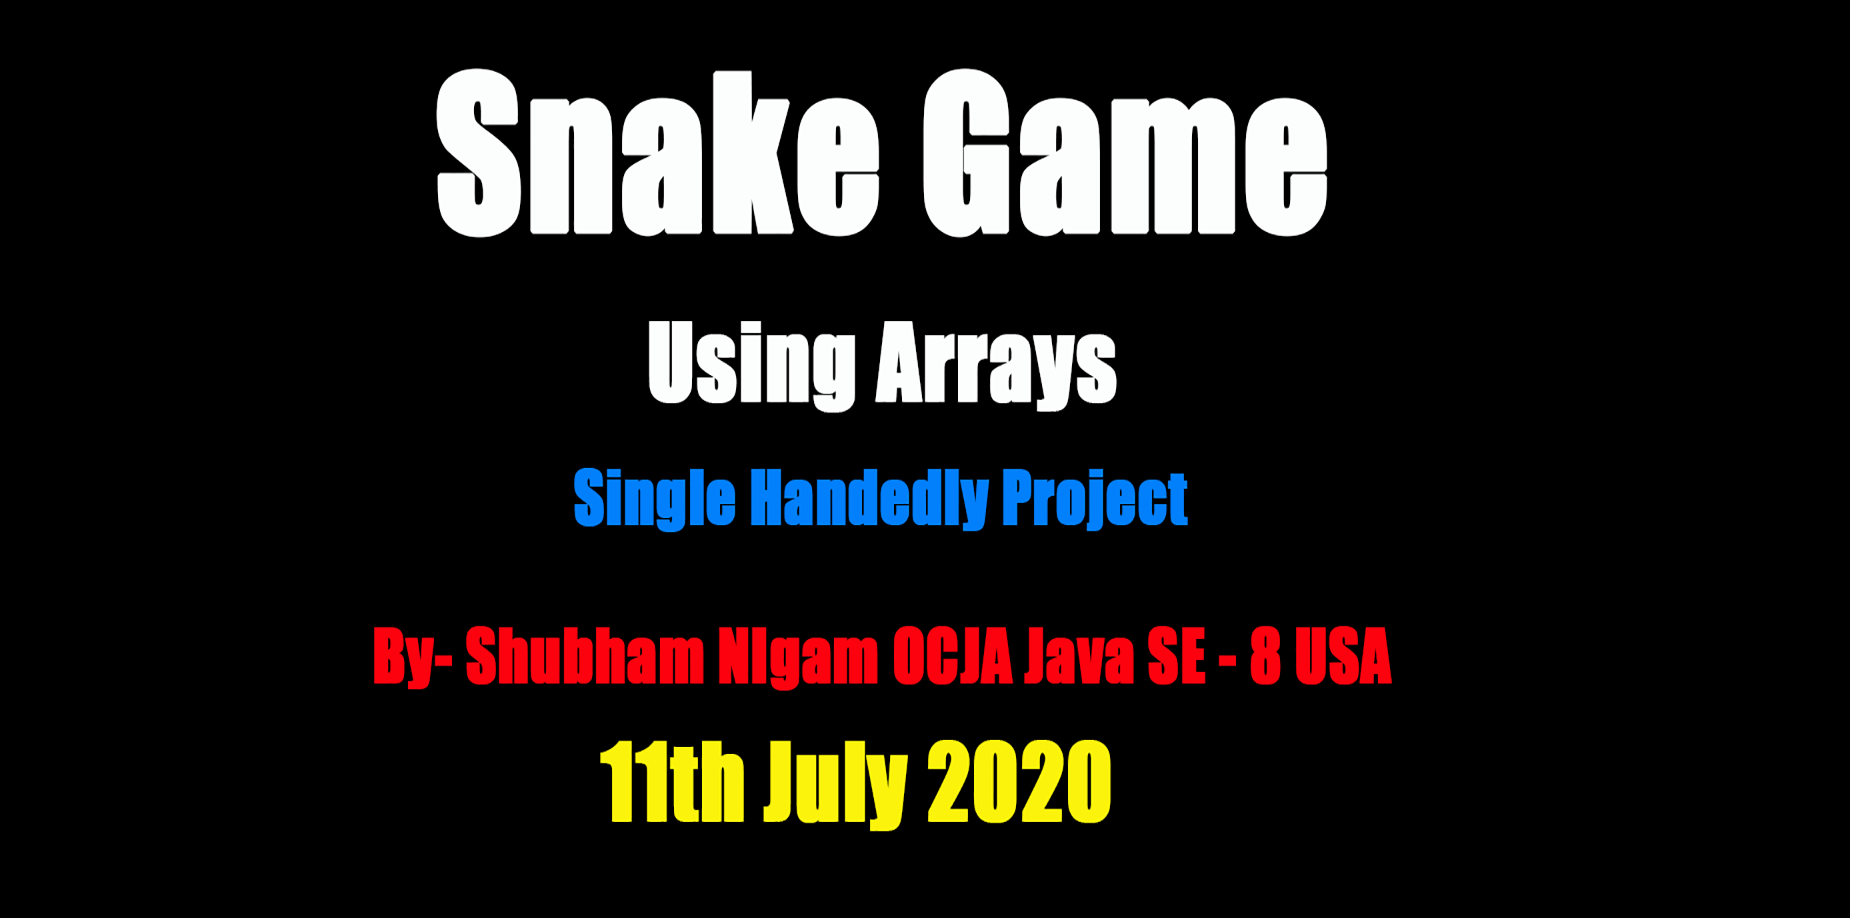 Snake Game
Using Arrays
Single Handedly Project
By- Shubham NIgam OCJA Java SE - 8 USA
11th July 2020